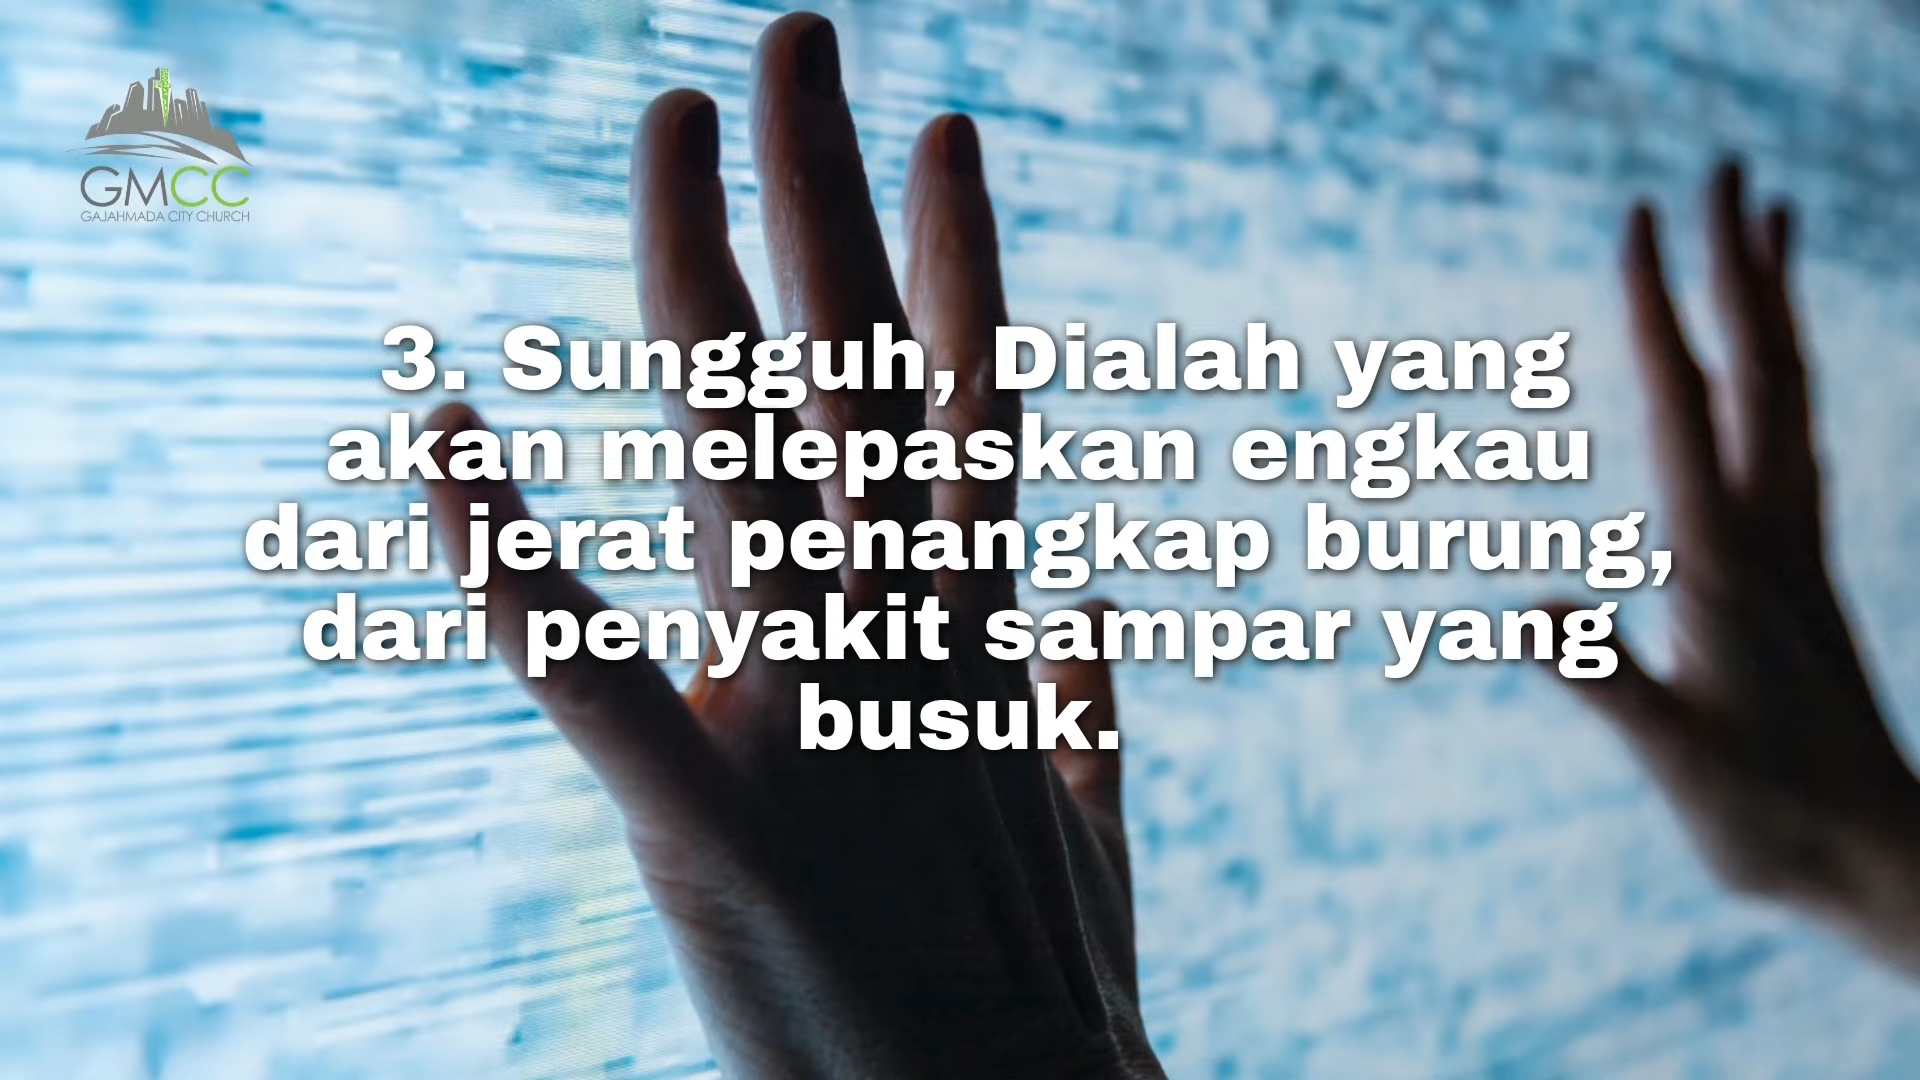 GMCC
GAJAHMADA CITY CHURCH
3. Sungguh, Dialah yang
akan melepaskan engkau
dari jerat penangkap burung,
dari penyakit sampar yang
busuk.